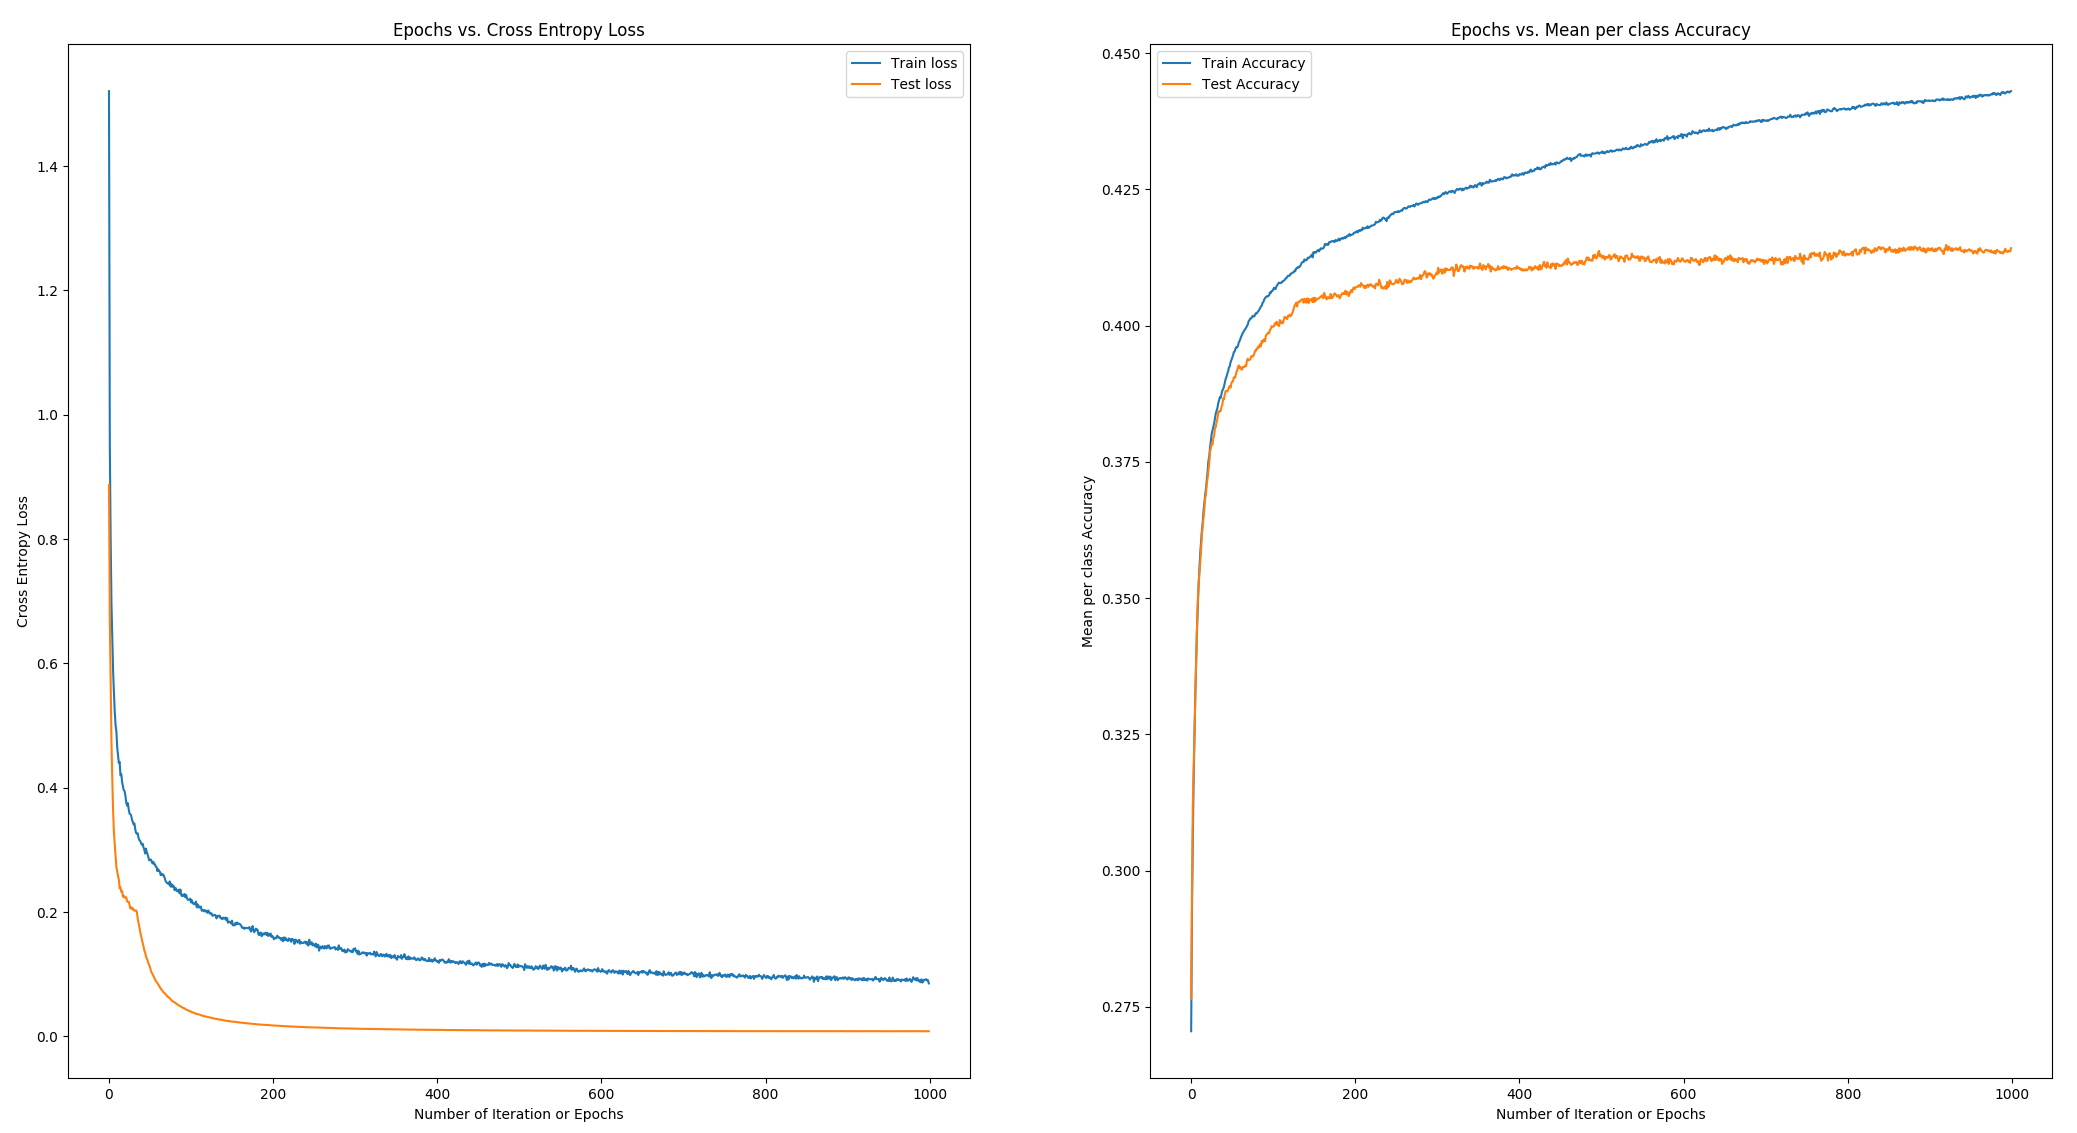 Epochs vs. Cross Entropy Loss
Train loss
Test loss
1.4
1.2
1.0
0.8
0.6
0.4
0.2
0.0
Cross Entropy Loss
0
200
400
600
800
1000
Number of Iteration or Epochs
Epochs vs. Mean per class Accuracy
Train Accuracy
Test Accuracy
0.450
0.425
0.400
0.375
0.350
0.325
0.300
0.275
Mean per class Accuracy
0
200
400
600
800
1000
Number of Iteration or Epochs